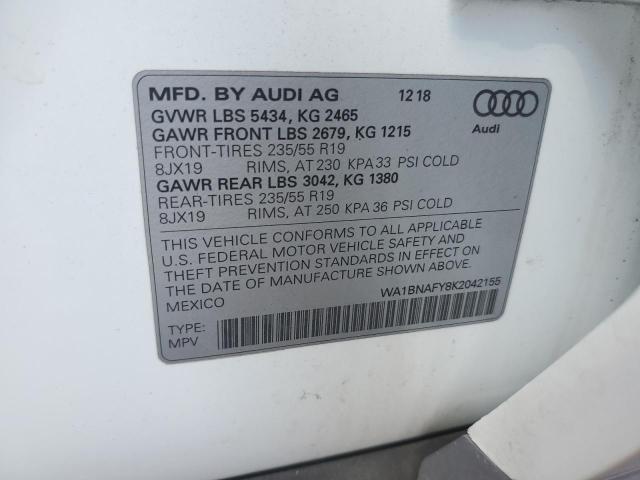 MFD. BY AUDI AG 12 18
GVWR LBS 5434, KG 2465
GAWR FRONT LBS 2679, KG 1215
FRONT-TIRES 235/55 R19
8JX19 RIMS, AT 230 KPA 33 PSI COLD
GAWR REAR LBS 3042, KG 1380
REAR-TIRES 235/55 R19
8JX19 RIMS, AT 250 KPA 36 PSI COLD
Audi
THIS VEHICLE CONFORMS TO ALL APPLICABLE
U.S. FEDERAL MOTOR VEHICLE SAFETY AND
THEFT PREVENTION STANDARDS IN EFFECT ON
THE DATE OF MANUFACTURE SHOWN ABOVE.
MEXICO
WA1BNAFY8K2042155
TYPE:
MPV